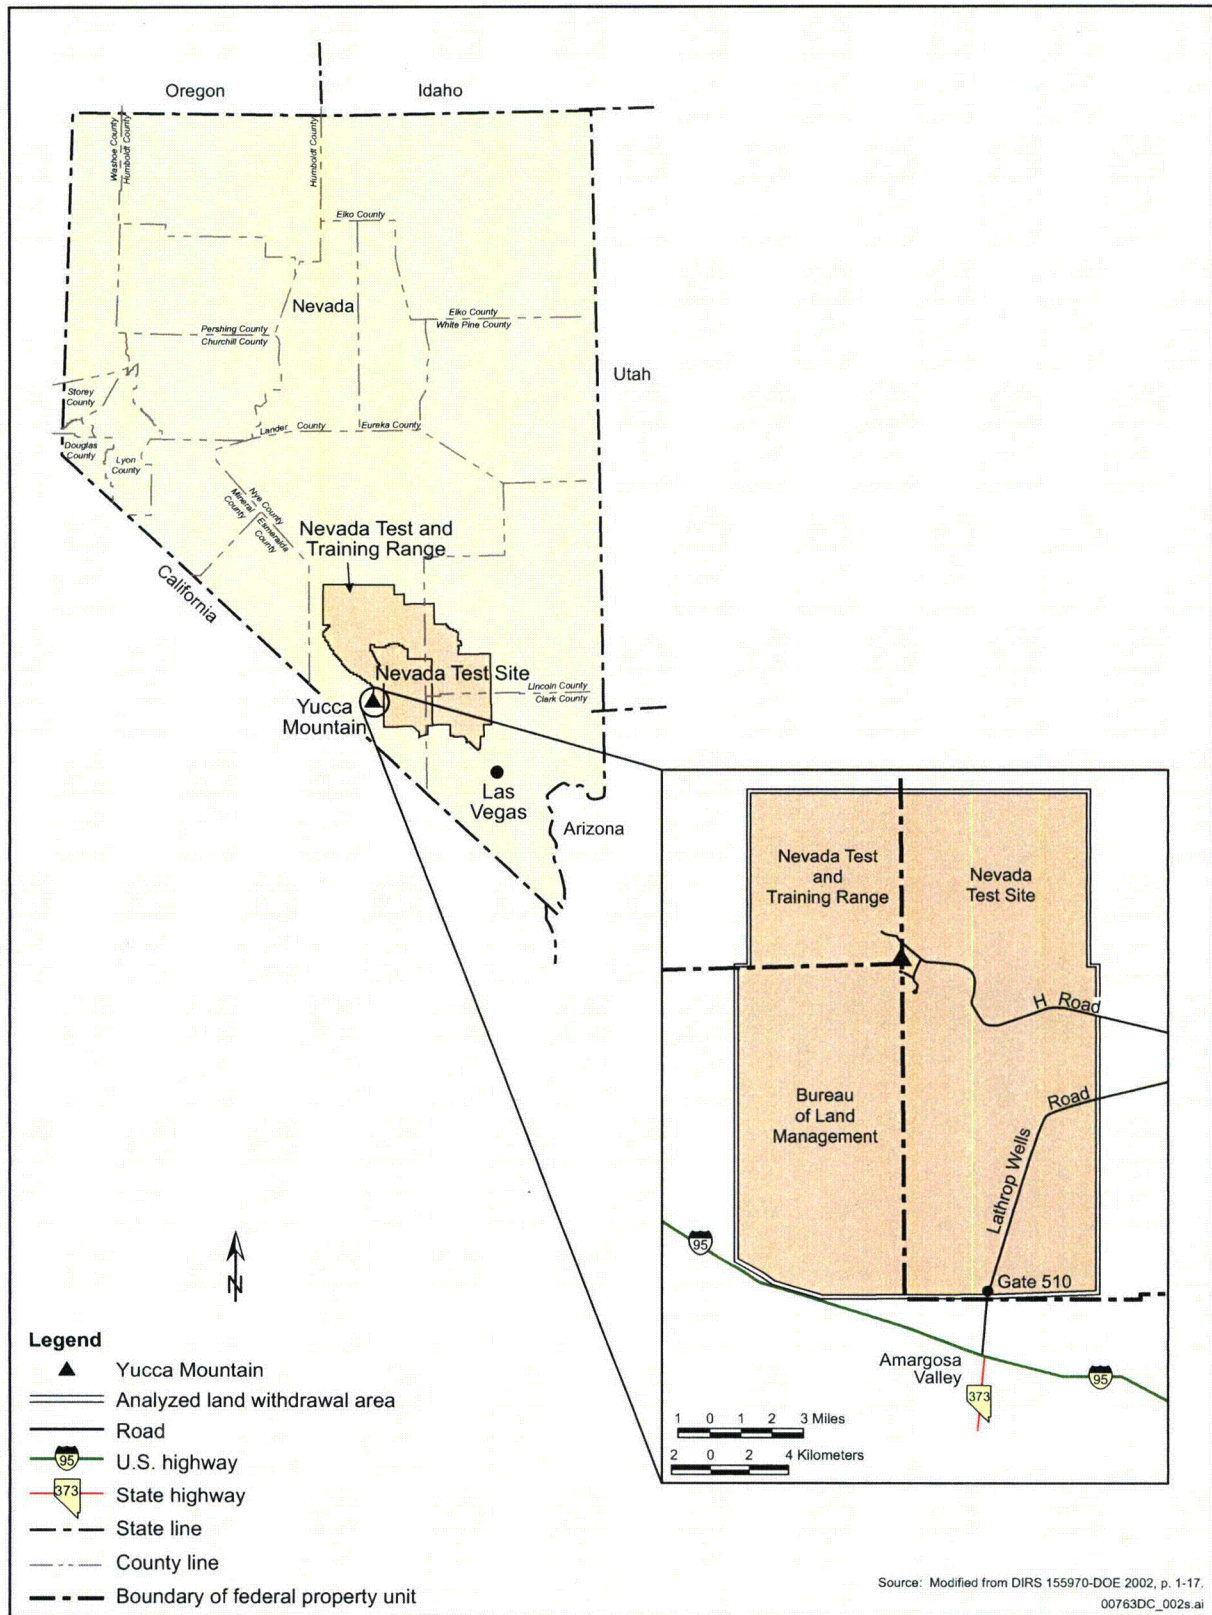 Oregon
Idaho
Washoe County
Humboldt County
Humboldt County
Elko County
Nevada
Elko County
White Pine County
Pershing County
Churchill County
Utah
Storey
County
Lander County
Eureka County
Douglas
County
Lyon
County
Nye County
Mineral
County
Esmeralda
County
Nevada Test and
Training Range
California
Nevada Test Site
Lincoln County
Clark County
Yucca
Mountain
Las
Vegas
Arizona
Nevada Test
and
Training Range
Nevada
Test Site
H Road
Bureau
of Land
Management
Road
Lathrop Wells
95
Gate 510
Amargosa
Valley
95
373
1 0 1 2 3 Miles
2 0 2 4 Kilometers
N
Legend
Yucca Mountain
Analyzed land withdrawal area
Road
95
U.S. highway
373
State highway
State line
County line
Boundary of federal property unit
Source: Modified from DIRS 155970-DOE 2002, p. 1-17.
00763DC_002s.ai